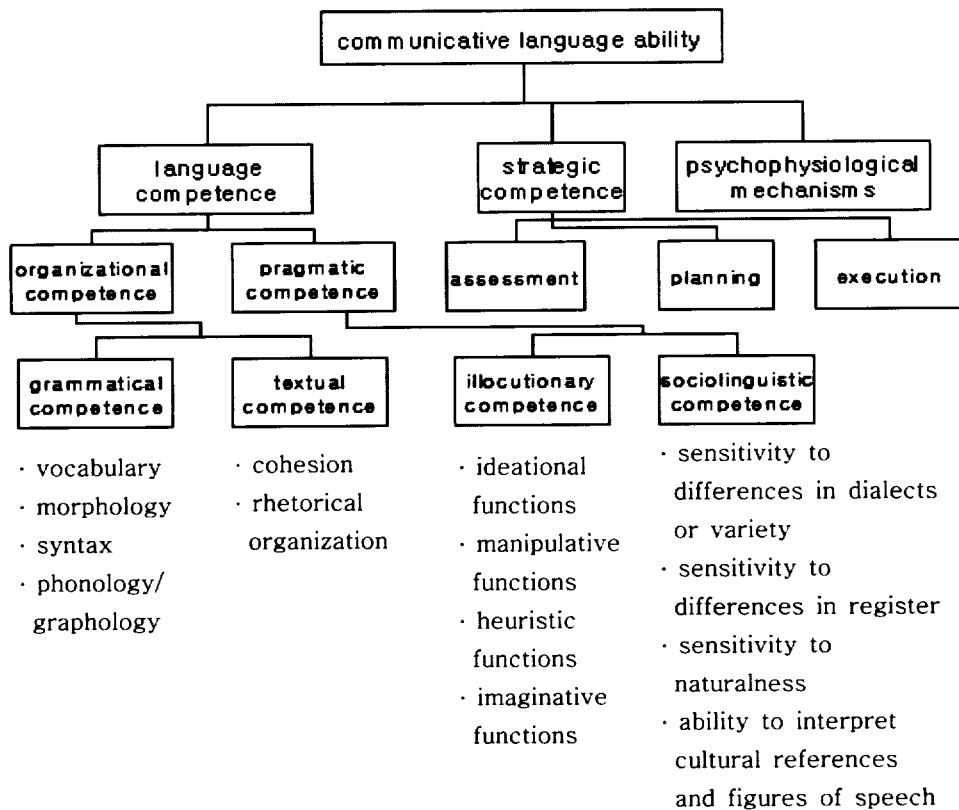 communicative language ability
language
competence
strategic
competence
psychophysiological
mechanisms
organizational
competence
pragmatic
competence
assessment
planning
execution
grammatical
competence
textual
competence
illocutionary
competence
sociolinguistic
competence
· vocabulary
· morphology
· syntax
· phonology/
graphology
· cohesion
· rhetorical
organization
· ideational
functions
· manipulative
functions
· heuristic
functions
· imaginative
functions
· sensitivity to
differences in dialects
or variety
· sensitivity to
differences in register
· sensitivity to
naturalness
· ability to interpret
cultural references
and figures of speech